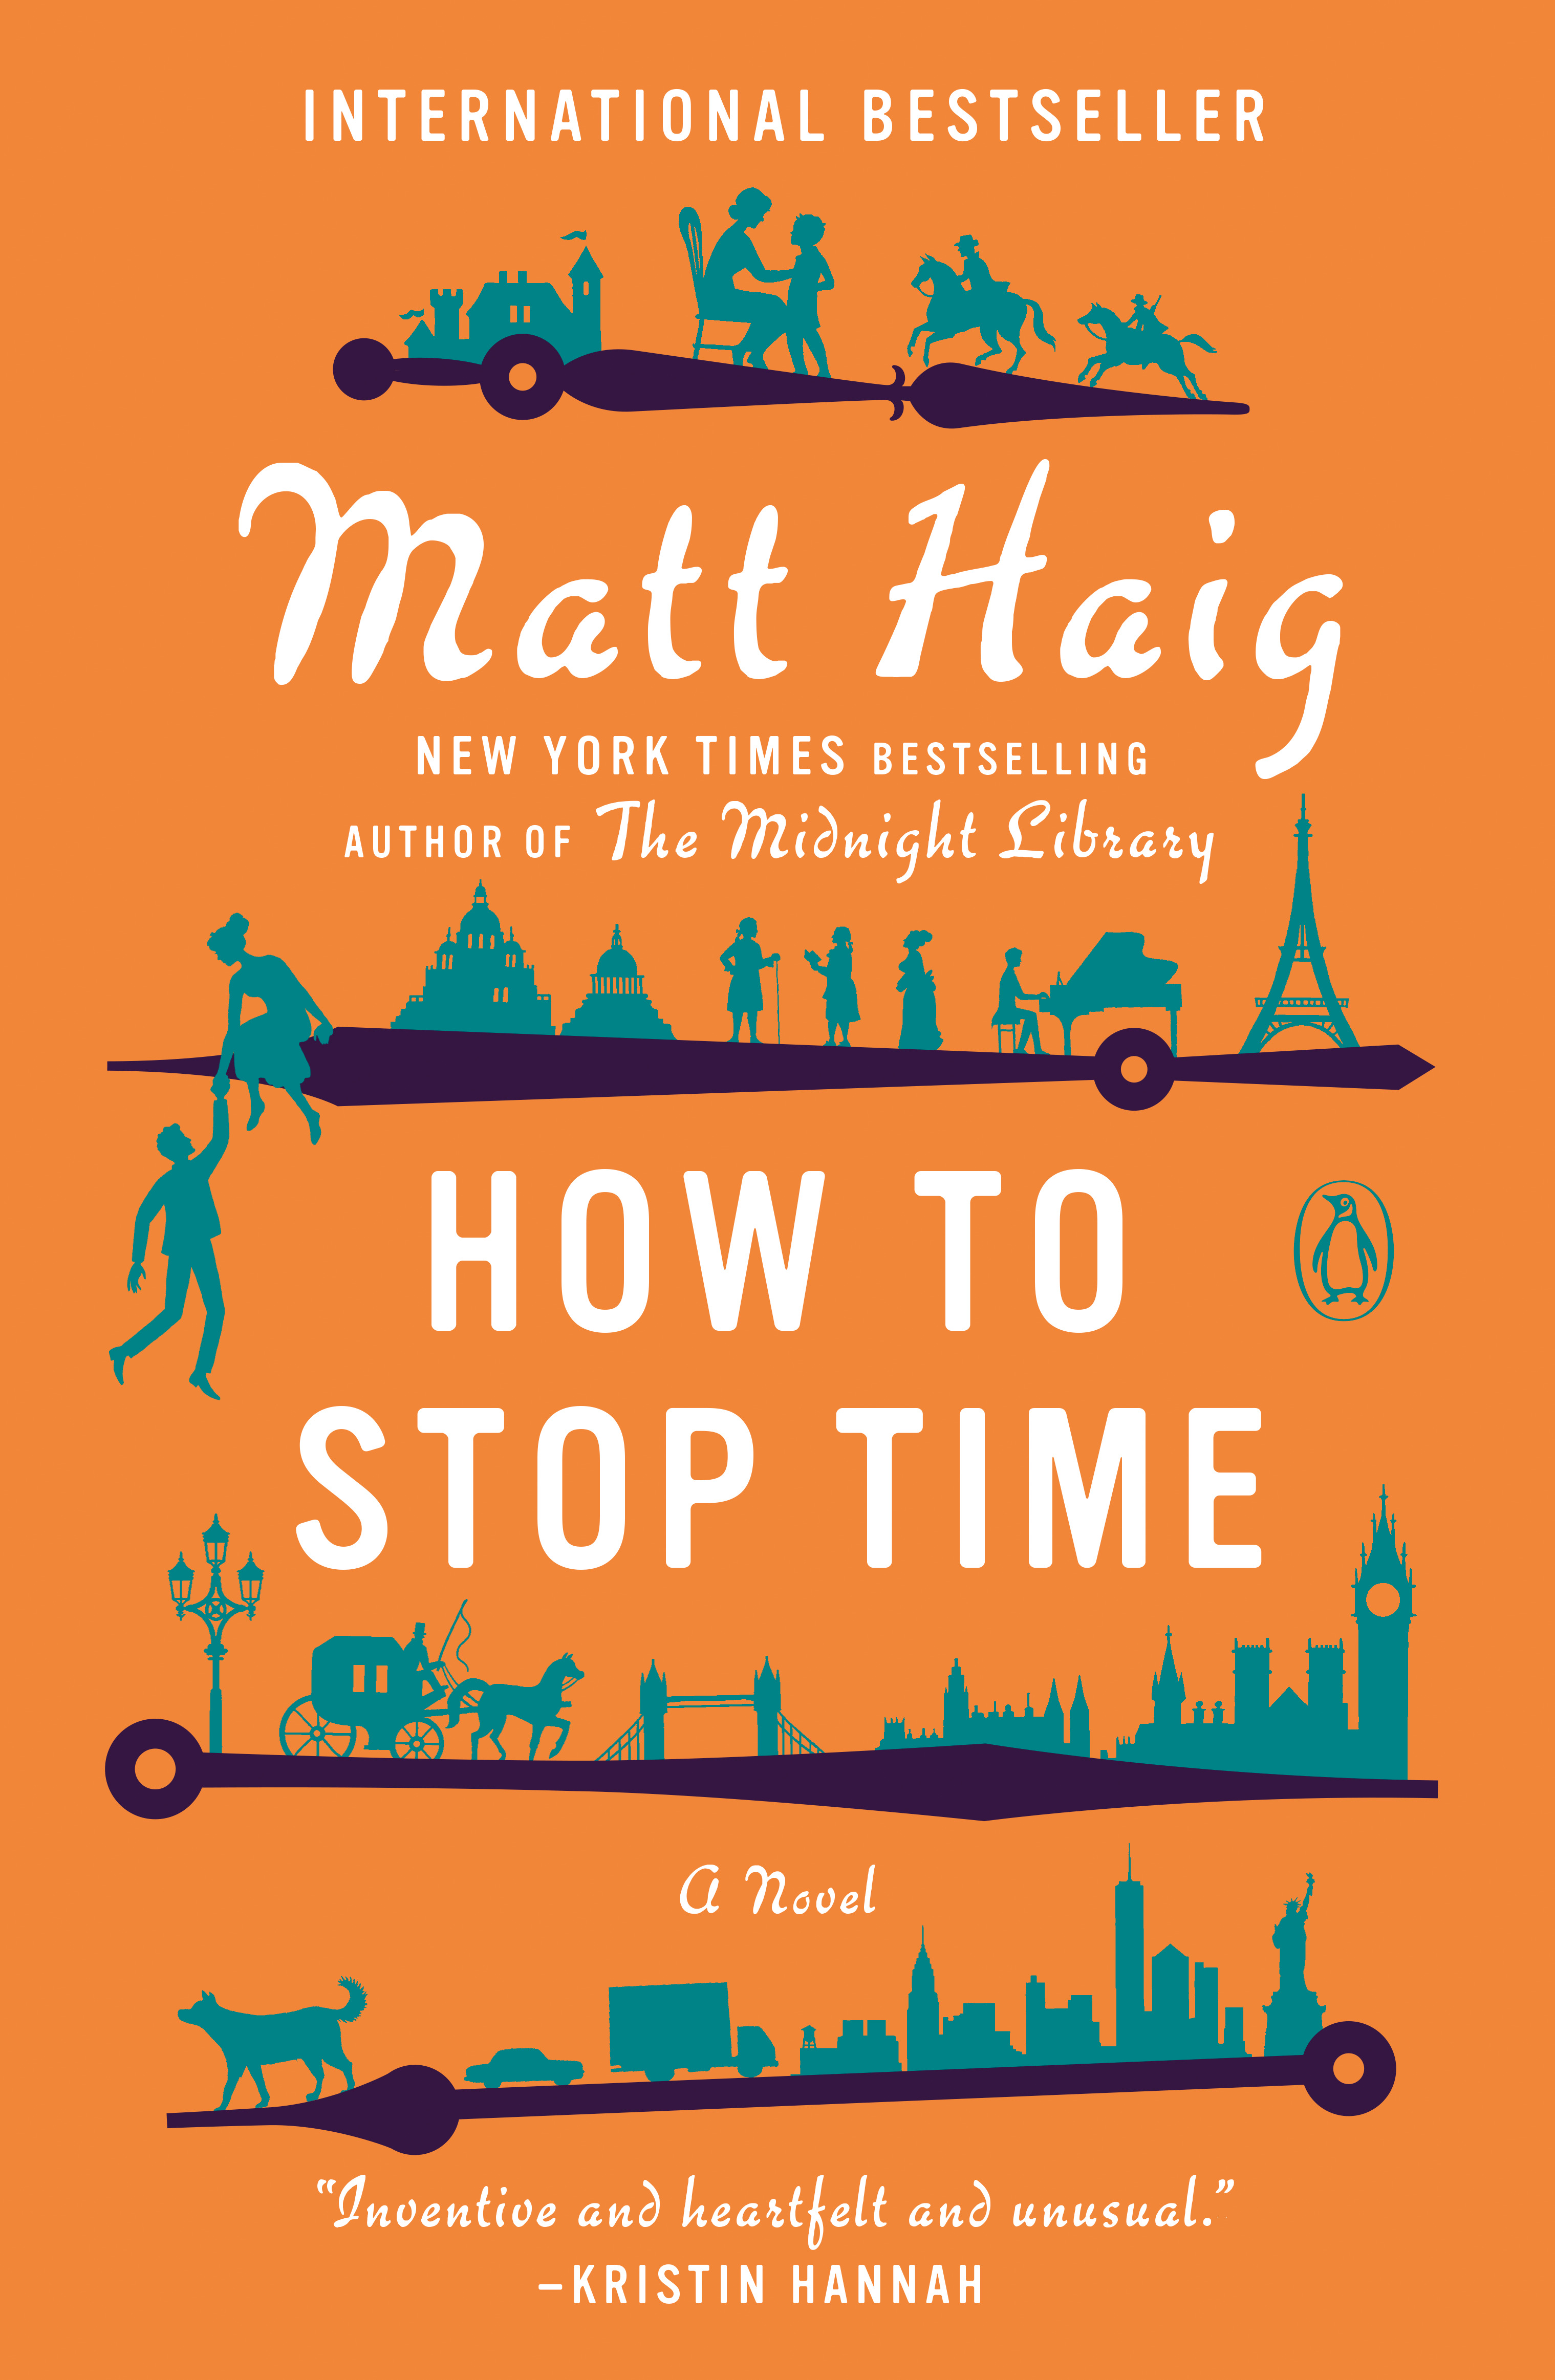 INTERNATIONAL BESTSELLER
Matt Haig
NEW YORK TIMES BESTSELLING
AUTHOR OF The Midnight Library
HOW TO
STOP TIME
A Novel
“Inventive and heartfelt and unusual.”
–KRISTIN HANNAH